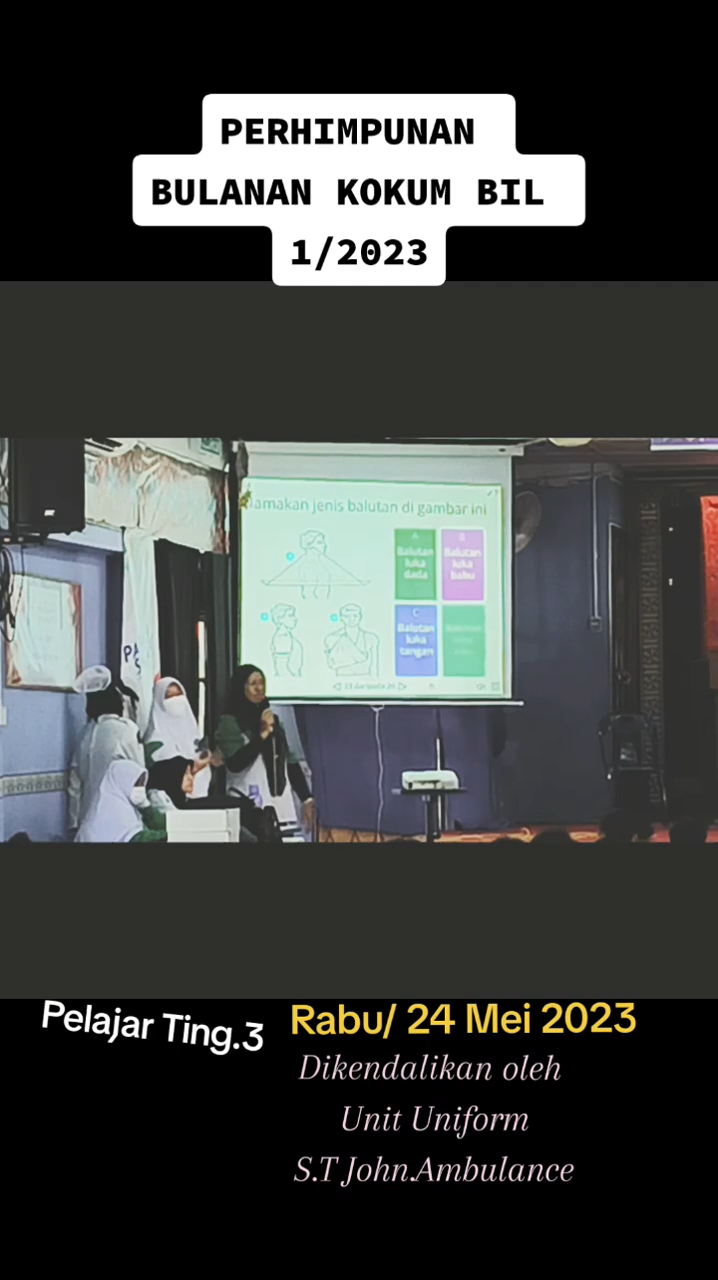 PERHIMPUNAN
BULANAN KOKUM BIL
1/2023
Namakan jenis balutan di gambar ini
A
Balutan
luka
dada
B
Balutan
luka
bahu
C
Balutan
luka
tangan
Pelajar Ting.3
Rabu/ 24 Mei 2023
Dikendalikan oleh
Unit Uniform
S.T John.Ambulance